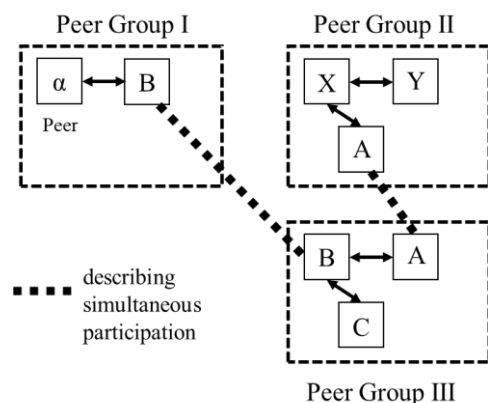 Peer Group I
α
B
Peer
Peer Group II
X
Y
A
B
A
C
Peer Group III
describing
simultaneous
participation